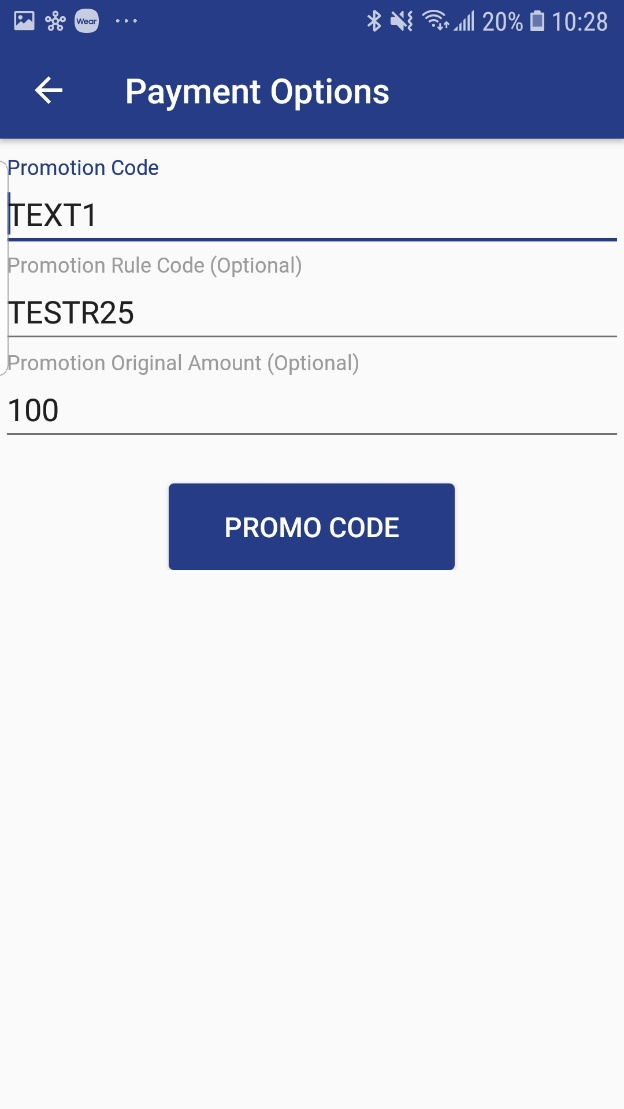 Wear 20% 10:28
Payment Options
Promotion Code
TEXT1
Promotion Rule Code (Optional)
TESTR25
Promotion Original Amount (Optional)
100
PROMO CODE